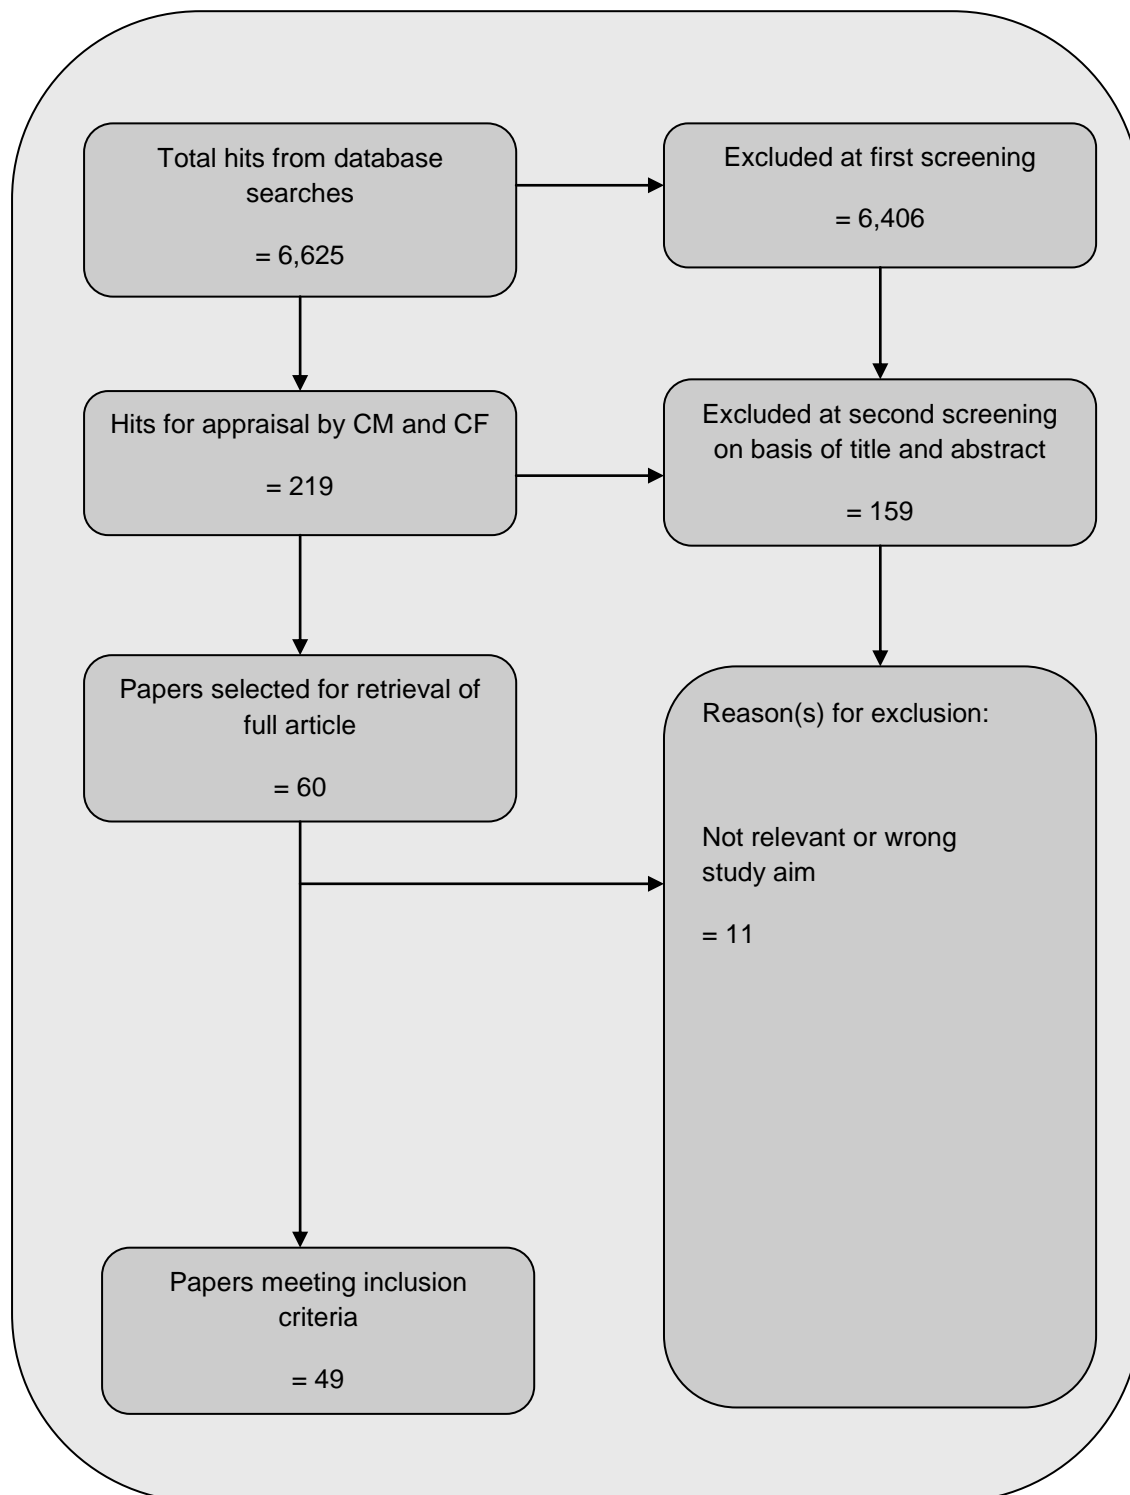 Total hits from database
searches
= 6,625
Excluded at first screening
= 6,406
Hits for appraisal by CM and CF
= 219
Excluded at second screening
on basis of title and abstract
= 159
Papers selected for retrieval of
full article
= 60
Reason(s) for exclusion:
Not relevant or wrong
study aim
= 11
Papers meeting inclusion
criteria
= 49